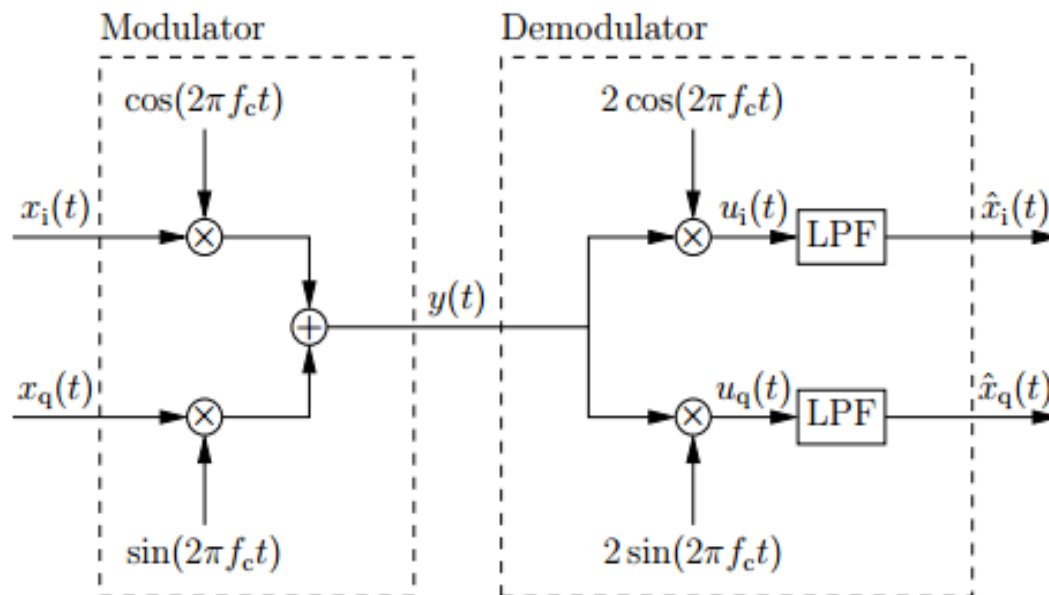 Modulator Demodulator
cos(2πf_c t) 2 cos(2πf_c t)
x_i(t) × × u_i(t) LPF x̂_i(t)
+ y(t)
x_q(t) × × u_q(t) LPF x̂_q(t)
sin(2πf_c t) 2 sin(2πf_c t)